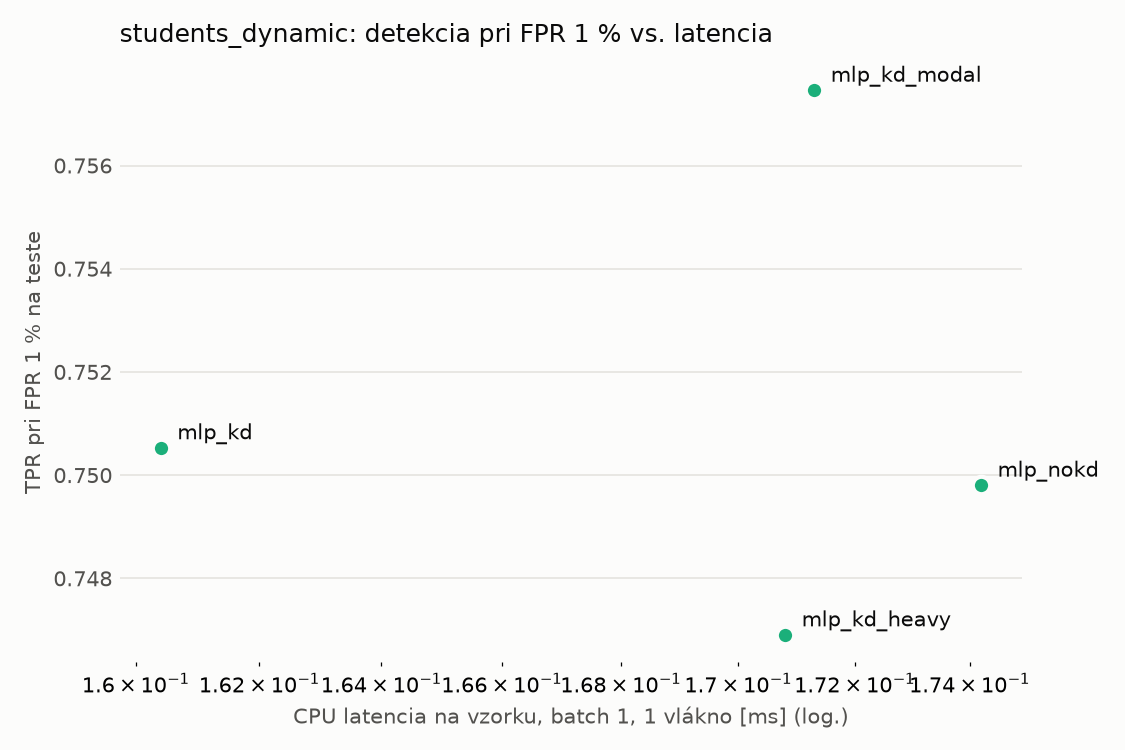 students_dynamic: detekcia pri FPR 1 % vs. latencia
mlp_kd_modal
0.756
0.754
0.752
mlp_kd
mlp_nokd
0.750
0.748
mlp_kd_heavy
TPR pri FPR 1 % na teste
1.6 × 10⁻¹ 1.62 × 10⁻¹ 1.64 × 10⁻¹ 1.66 × 10⁻¹ 1.68 × 10⁻¹ 1.7 × 10⁻¹ 1.72 × 10⁻¹ 1.74 × 10⁻¹
CPU latencia na vzorku, batch 1, 1 vlákno [ms] (log.)